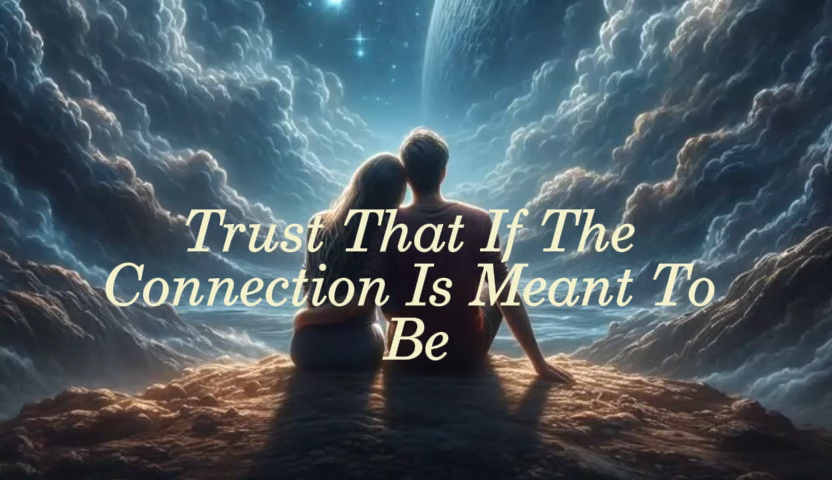 Trust That If The
Connection Is Meant To
Be